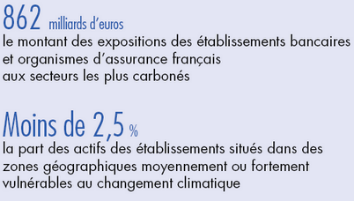 862 milliards d'euros
le montant des expositions des établissements bancaires
et organismes d'assurance français
aux secteurs les plus carbonés
Moins de 2,5 %
la part des actifs des établissements situés dans des
zones géographiques moyennement ou fortement
vulnérables au changement climatique